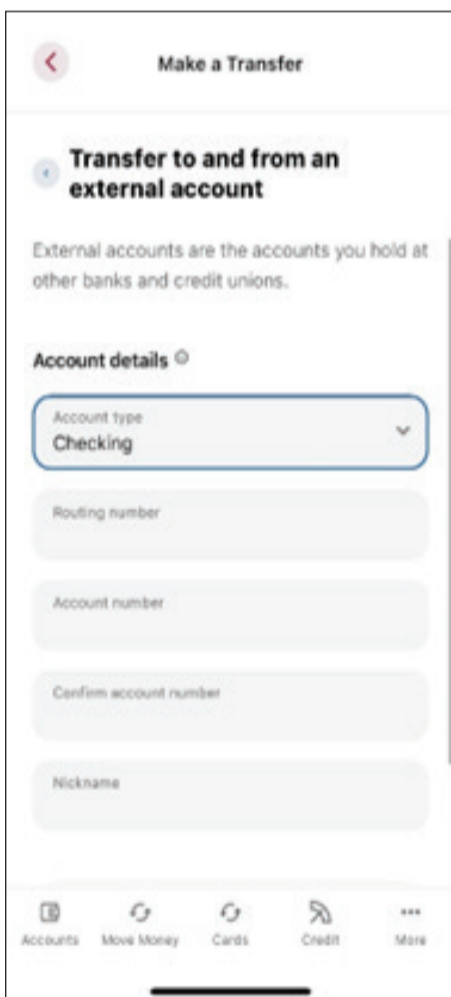 Make a Transfer
Transfer to and from an
external account
External accounts are the accounts you hold at
other banks and credit unions.
Account details
Account type
Checking
Routing number
Account number
Confirm account number
Nickname
Accounts Move Money Cards Credit More